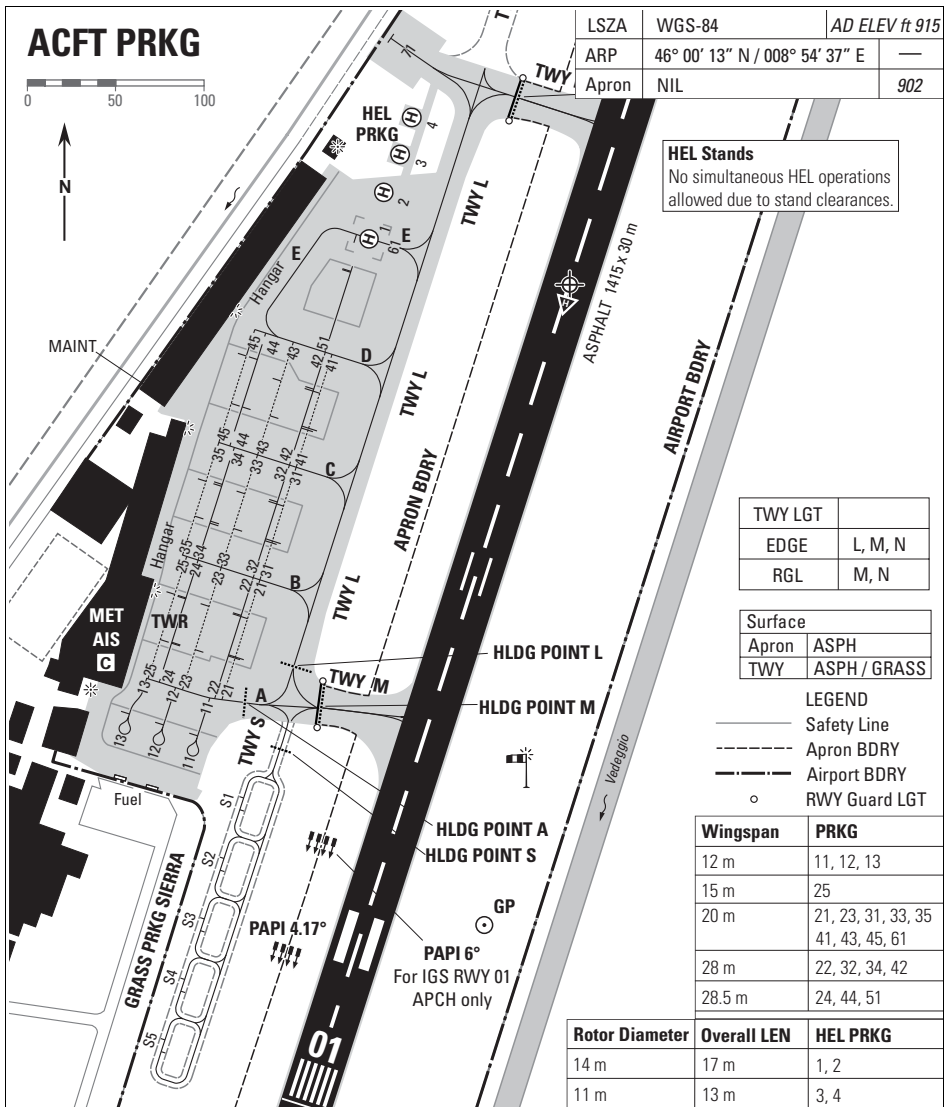 ACFT PRKG
0 50 100
N
LSZA WGS-84 AD ELEV ft 915
ARP 46° 00′ 13″ N / 008° 54′ 37″ E —
Apron NIL 902
HEL Stands
No simultaneous HEL operations
allowed due to stand clearances.
71
TWY
TWY
HEL
PRKG
H 4
H 3
H 2
H 1
61
E
E
TWY L
Hangar
MAINT
ASPHALT 1415 x 30 m
H
45 44 43 42 51 41
D
TWY L
AIRPORT BDRY
35 45 34 44 33 43 32 42 31 41
C
APRON BDRY
Hangar
25 35 24 34 23 33 22 32 21 31
B
TWY L
TWY LGT
EDGE L, M, N
RGL M, N
MET
AIS
C
TWR
Surface
Apron ASPH
TWY ASPH / GRASS
HLDG POINT L
TWY M
13 25 12 24 23 11 22 21
A
HLDG POINT M
TWY S
13 12 11
LEGEND
Safety Line
Apron BDRY
Airport BDRY
RWY Guard LGT
Vedeggio
Fuel
S1
HLDG POINT A
HLDG POINT S
S2
S3
S4
S5
GRASS PRKG SIERRA
PAPI 4.17°
GP
PAPI 6°
For IGS RWY 01
APCH only
01
Wingspan PRKG
12 m 11, 12, 13
15 m 25
20 m 21, 23, 31, 33, 35
41, 43, 45, 61
28 m 22, 32, 34, 42
28.5 m 24, 44, 51
Rotor Diameter Overall LEN HEL PRKG
14 m 17 m 1, 2
11 m 13 m 3, 4